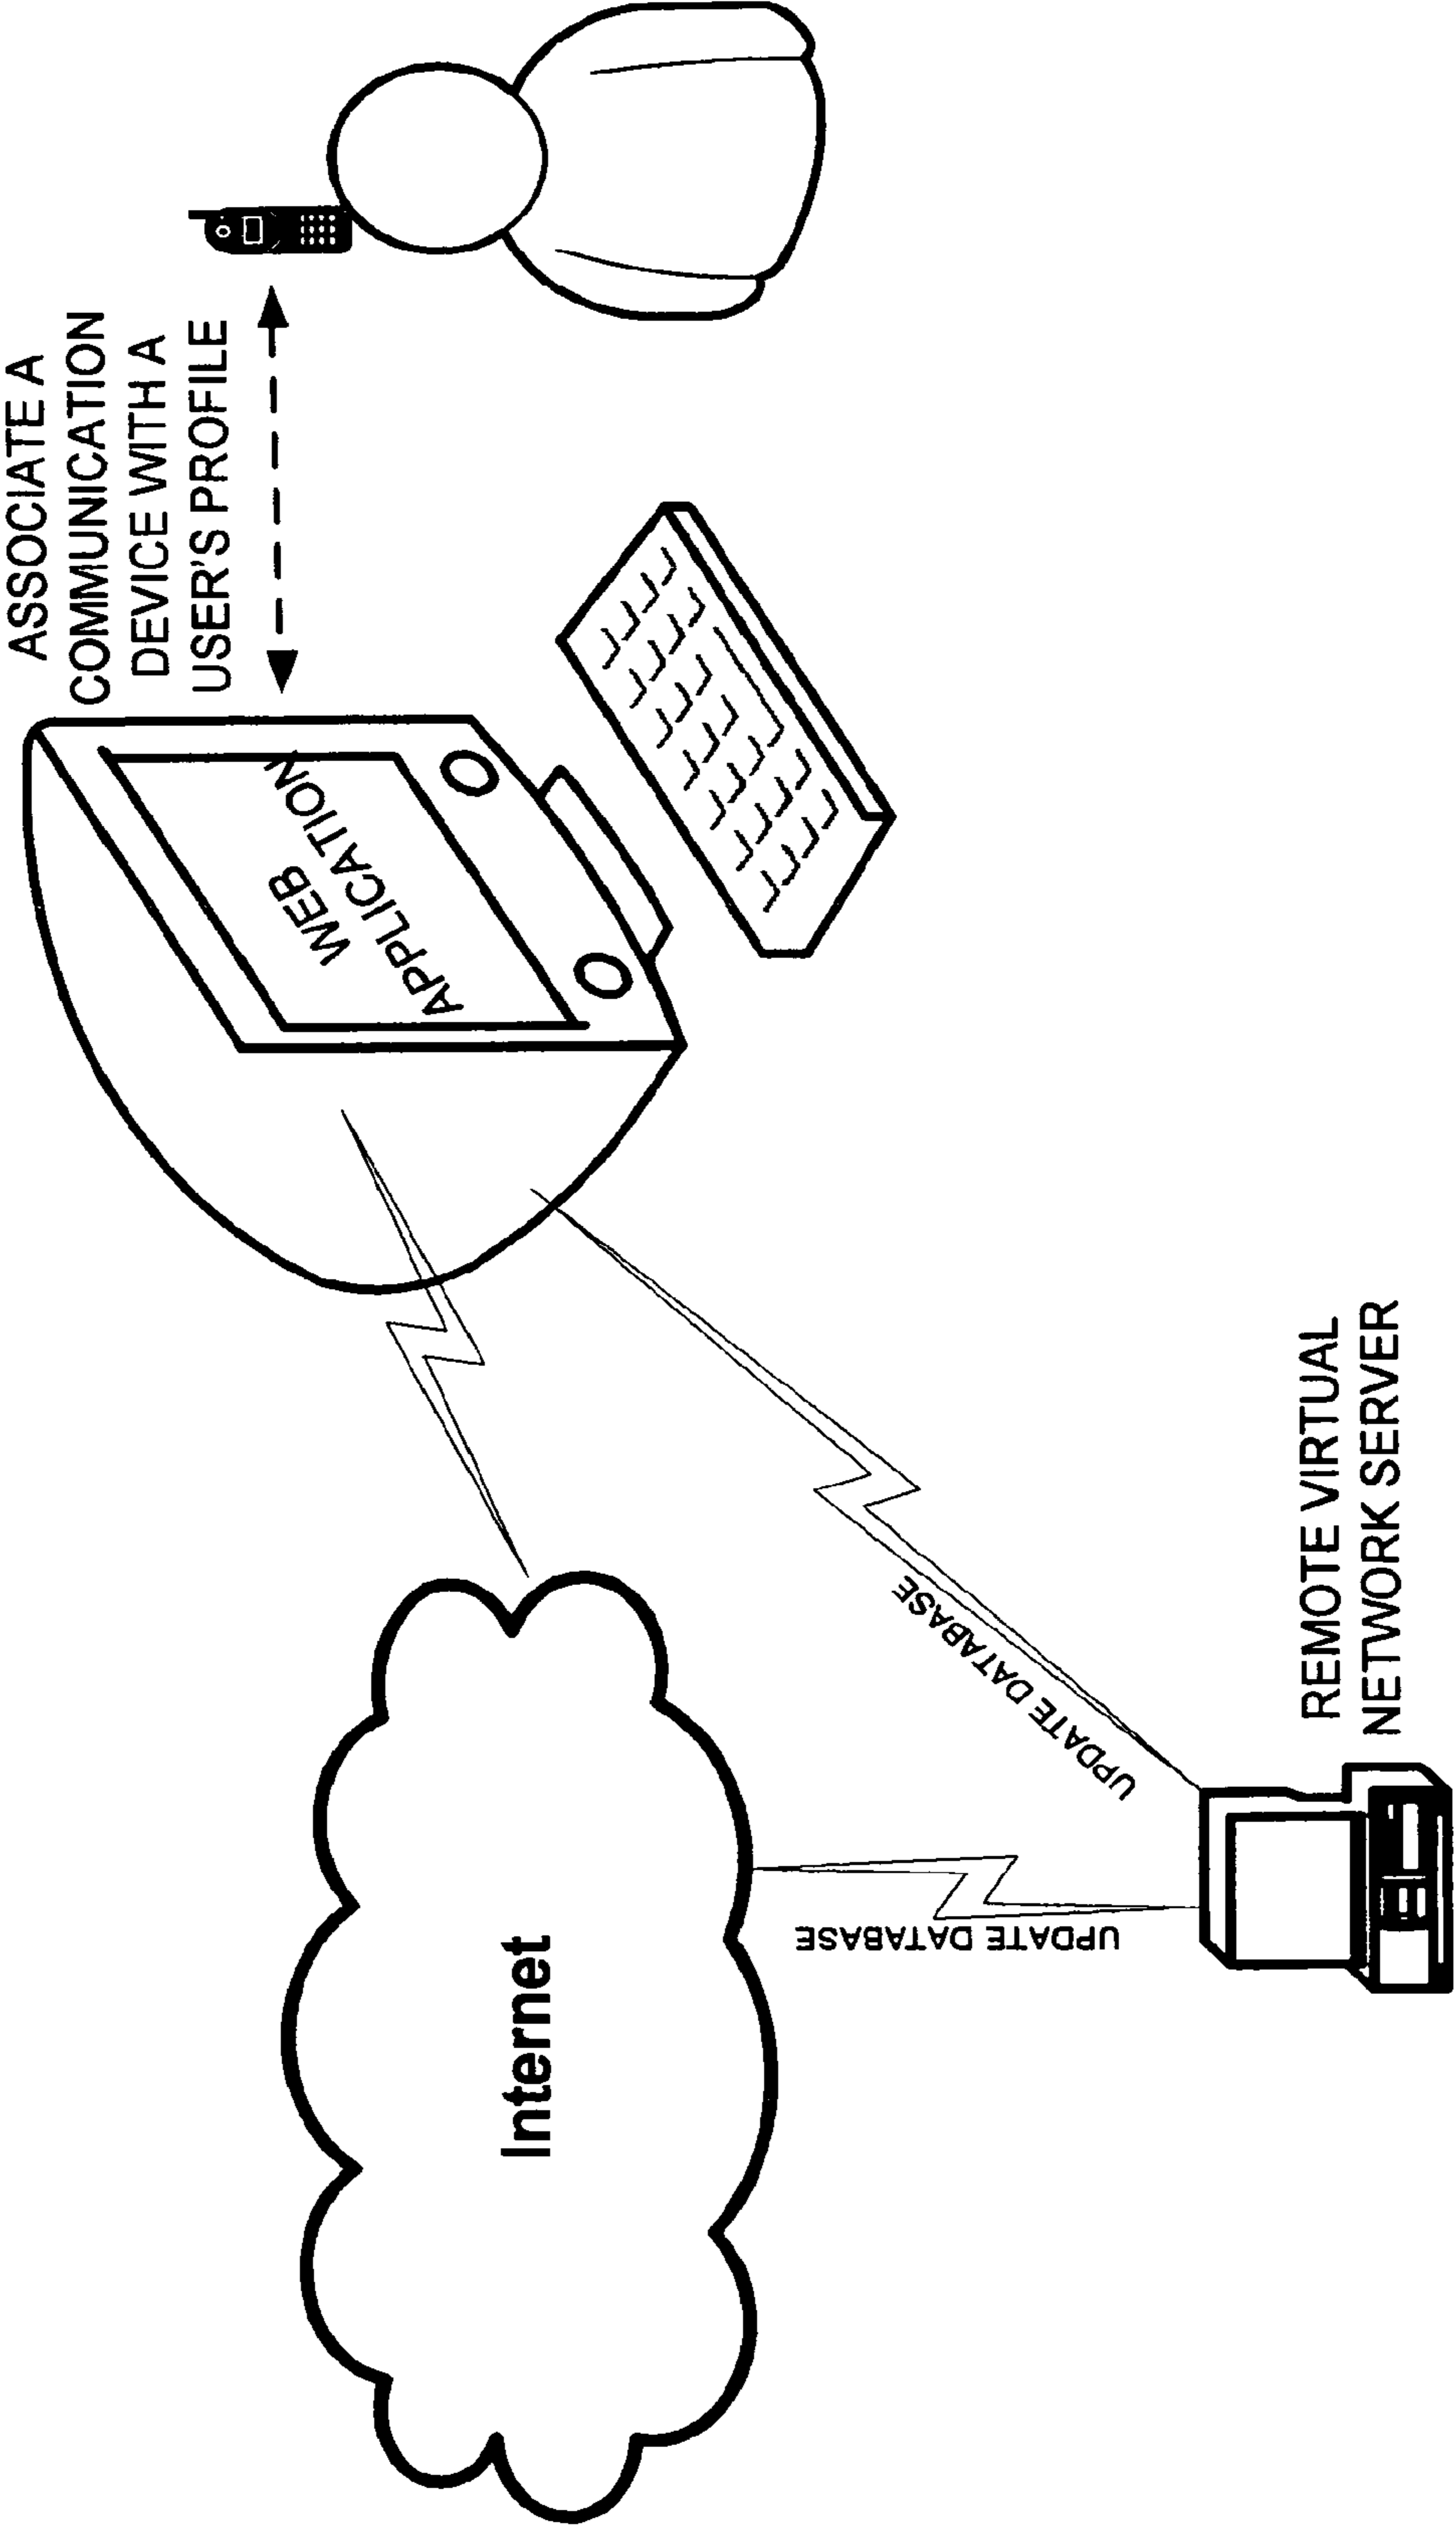 ASSOCIATE A
COMMUNICATION
DEVICE WITH A
USER'S PROFILE
WEB
APPLICATION
Internet
UPDATE DATABASE
UPDATE DATABASE
REMOTE VIRTUAL
NETWORK SERVER